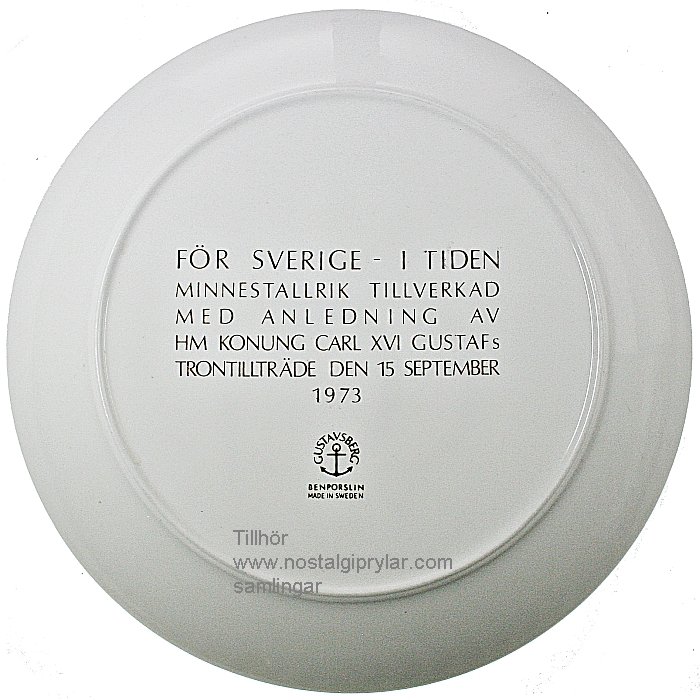 FÖR SVERIGE - I TIDEN
MINNESTALLRIK TILLVERKAD
MED ANLEDNING AV
HM KONUNG CARL XVI GUSTAFs
TRONTILLTRÄDE DEN 15 SEPTEMBER
1973
GUSTAVSBERG
BENPORSLIN
MADE IN SWEDEN
Tillhör
www.nostalgiprylar.com
samlingar